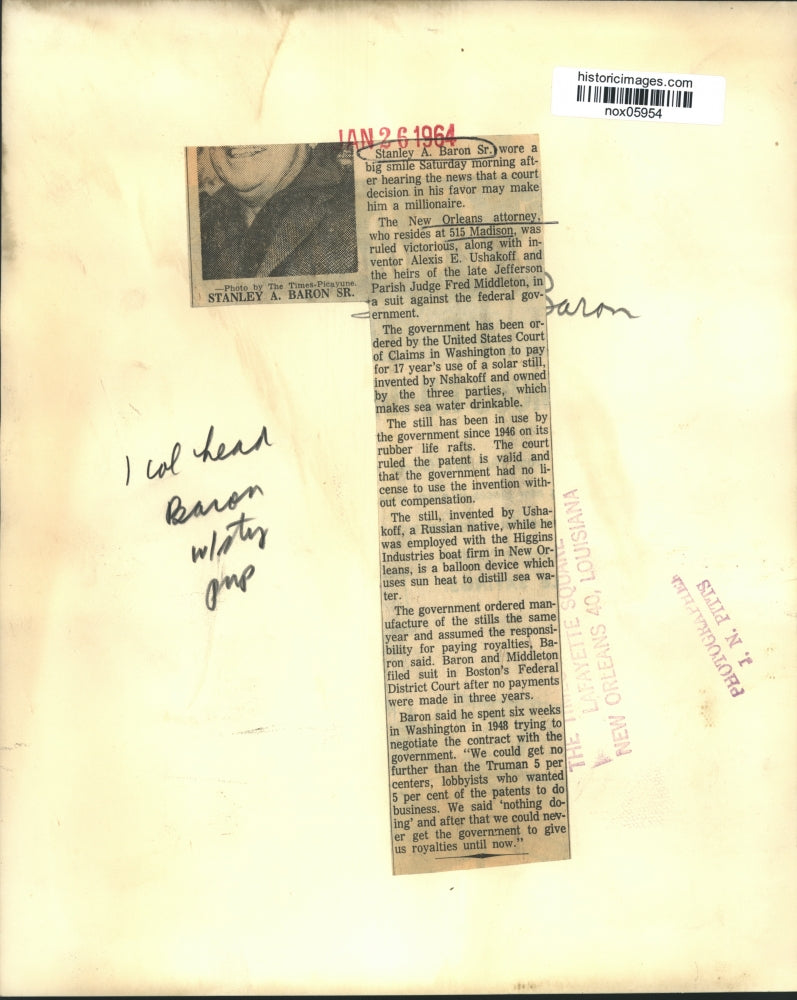 historicimages.com
nox05954
JAN 26 1964
Stanley A. Baron Sr. wore a
big smile Saturday morning aft-
er hearing the news that a court
decision in his favor may make
him a millionaire.
The New Orleans attorney,
who resides at 515 Madison, was
ruled victorious, along with in-
ventor Alexis E. Ushakoff and
the heirs of the late Jefferson
Parish Judge Fred Middleton, in
a suit against the federal gov-
ernment.
The government has been or-
dered by the United States Court
of Claims in Washington to pay
for 17 year's use of a solar still,
invented by Nshakoff and owned
by the three parties, which
makes sea water drinkable.
The still has been in use by
the government since 1946 on its
rubber life rafts. The court
ruled the patent is valid and
that the government had no li-
cense to use the invention with-
out compensation.
The still, invented by Usha-
koff, a Russian native, while he
was employed with the Higgins
Industries boat firm in New Or-
leans, is a balloon device which
uses sun heat to distill sea wa-
ter.
The government ordered man-
ufacture of the stills the same
year and assumed the responsi-
bility for paying royalties, Ba-
ron said. Baron and Middleton
filed suit in Boston's Federal
District Court after no payments
were made in three years.
Baron said he spent six weeks
in Washington in 1948 trying to
negotiate the contract with the
government. "We could get no
further than the Truman 5 per
centers, lobbyists who wanted
5 per cent of the patents to do
business. We said 'nothing do-
ing' and after that we could nev-
er get the government to give
us royalties until now."
—Photo by The Times-Picayune.
STANLEY A. BARON SR.
Baron
1 col head
Baron
w/sty
THE
LAFAYETTE SQUARE
NEW ORLEANS 40, LOUISIANA
PHOTOGRAPHER
J. N. PITTS